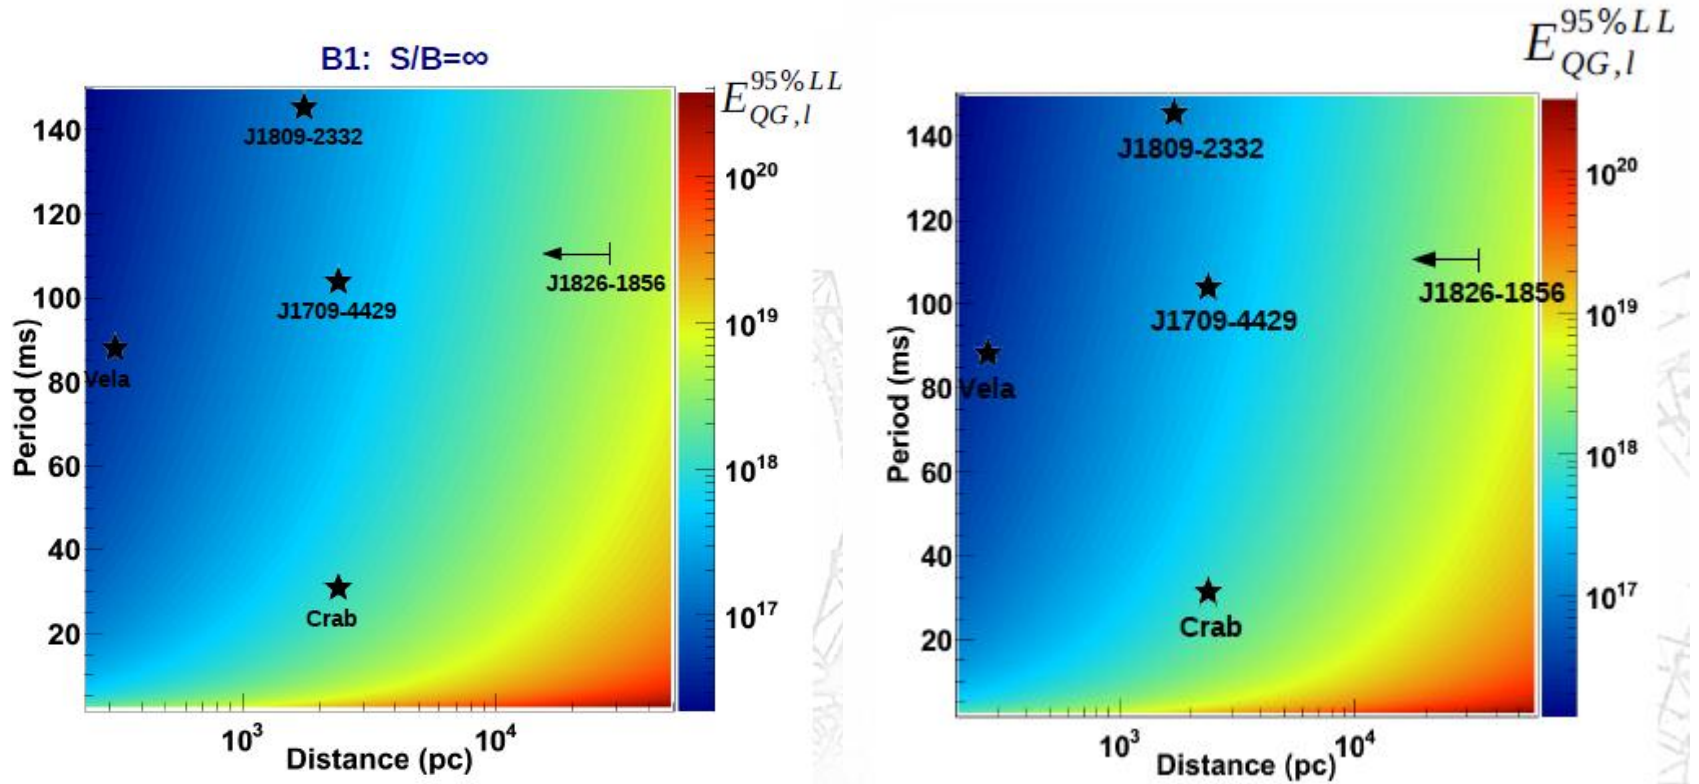 B1: S/B=∞
E_{QG,l}^{95%LL}
140
120
100
80
60
40
20
Period (ms)
J1809-2332
J1826-1856
J1709-4429
Vela
Crab
10^3
10^4
Distance (pc)
10^20
10^19
10^18
10^17
E_{QG,l}^{95%LL}
140
120
100
80
60
40
20
Period (ms)
J1809-2332
J1826-1856
J1709-4429
Vela
Crab
10^3
10^4
Distance (pc)
10^20
10^19
10^18
10^17